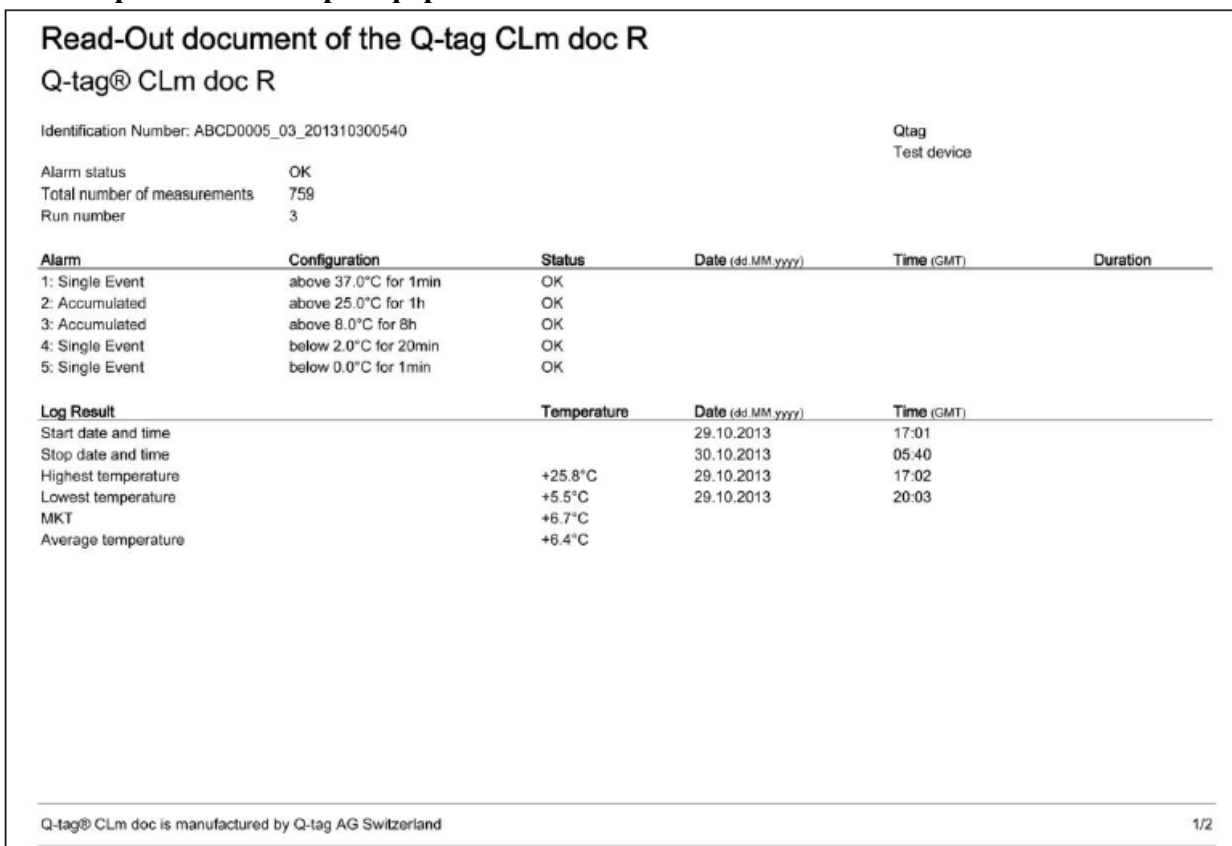 Read-Out document of the Q-tag CLm doc R
Q-tag® CLm doc R
Identification Number: ABCD0005_03_201310300540 Qtag
Test device
Alarm status OK
Total number of measurements 759
Run number 3
Alarm Configuration Status Date (dd.MM.yyyy) Time (GMT) Duration
1: Single Event above 37.0°C for 1min OK
2: Accumulated above 25.0°C for 1h OK
3: Accumulated above 8.0°C for 8h OK
4: Single Event below 2.0°C for 20min OK
5: Single Event below 0.0°C for 1min OK
Log Result Temperature Date (dd.MM.yyyy) Time (GMT)
Start date and time 29.10.2013 17:01
Stop date and time 30.10.2013 05:40
Highest temperature +25.8°C 29.10.2013 17:02
Lowest temperature +5.5°C 29.10.2013 20:03
MKT +6.7°C
Average temperature +6.4°C
Q-tag® CLm doc is manufactured by Q-tag AG Switzerland 1/2